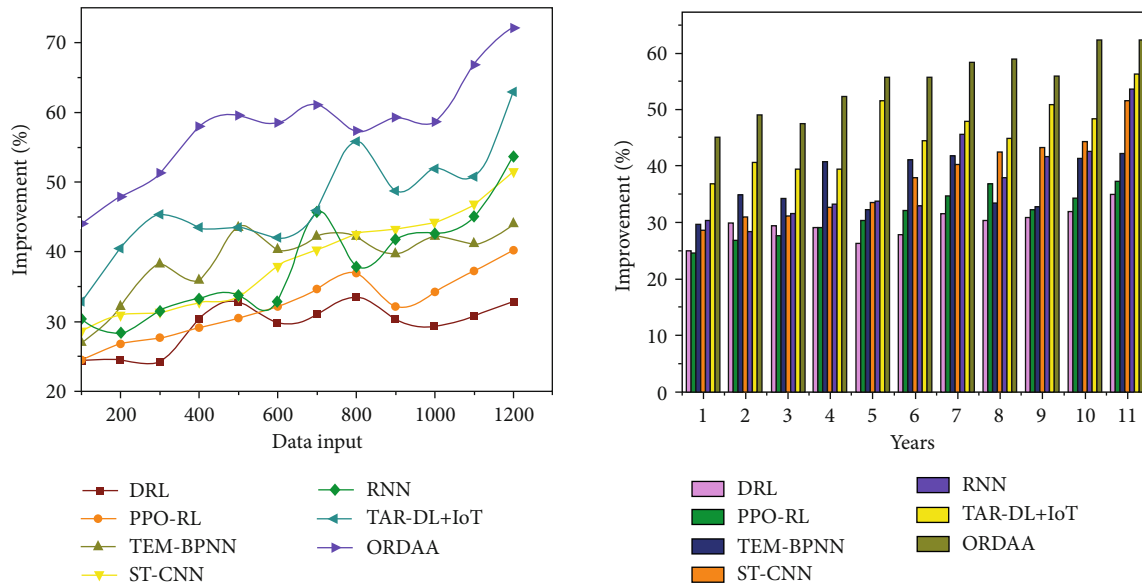 Improvement (%)
70
60
50
40
30
20
200 400 600 800 1000 1200
Data input
DRL
PPO-RL
TEM-BPNN
ST-CNN
RNN
TAR-DL+IoT
ORDAA
Improvement (%)
60
50
40
30
20
10
0
1 2 3 4 5 6 7 8 9 10 11
Years
DRL
PPO-RL
TEM-BPNN
ST-CNN
RNN
TAR-DL+IoT
ORDAA